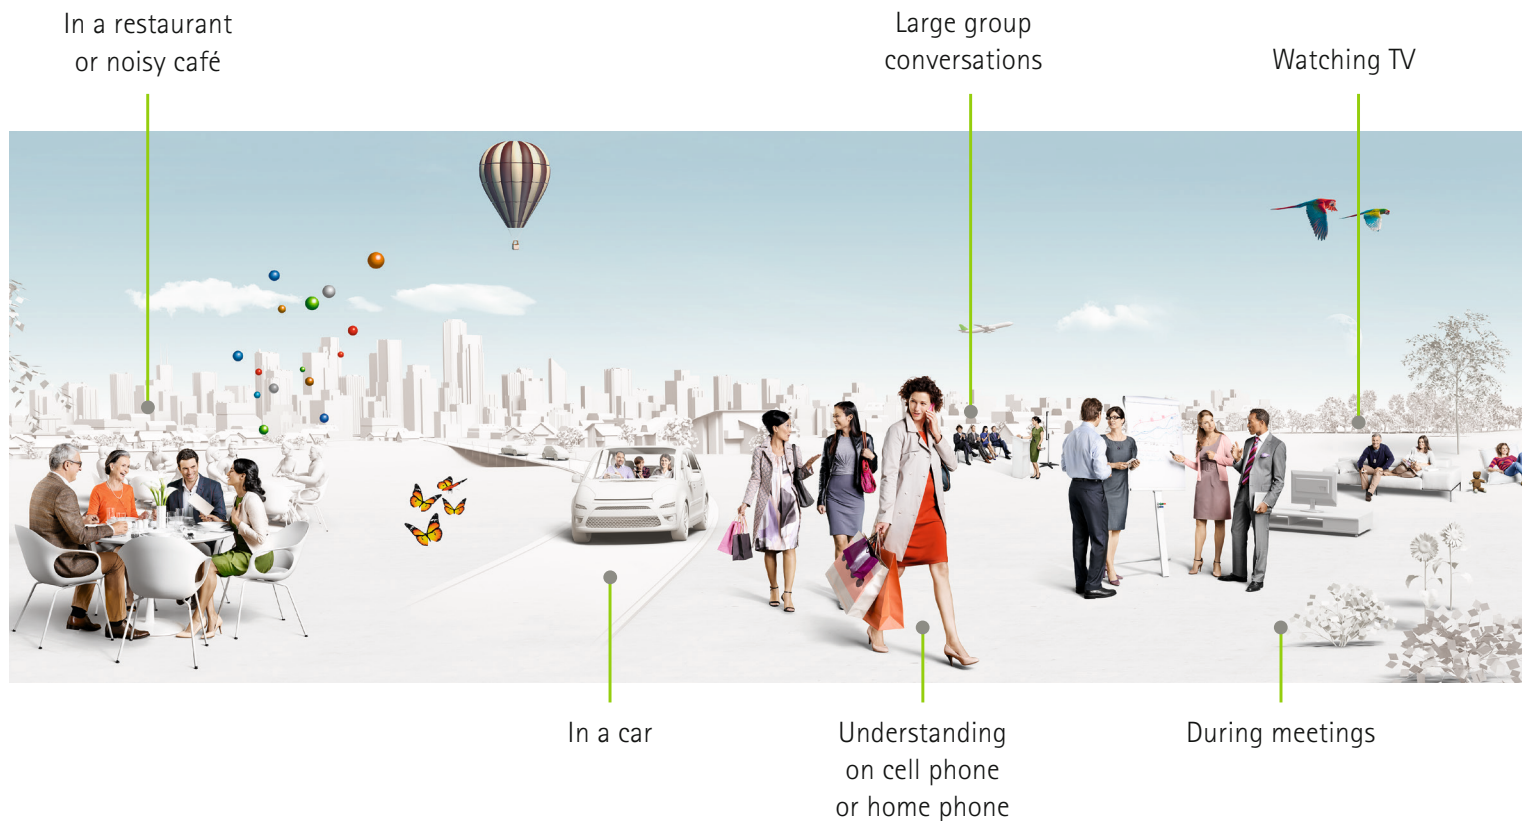 In a restaurant
or noisy café
Large group
conversations
Watching TV
In a car
Understanding
on cell phone
or home phone
During meetings